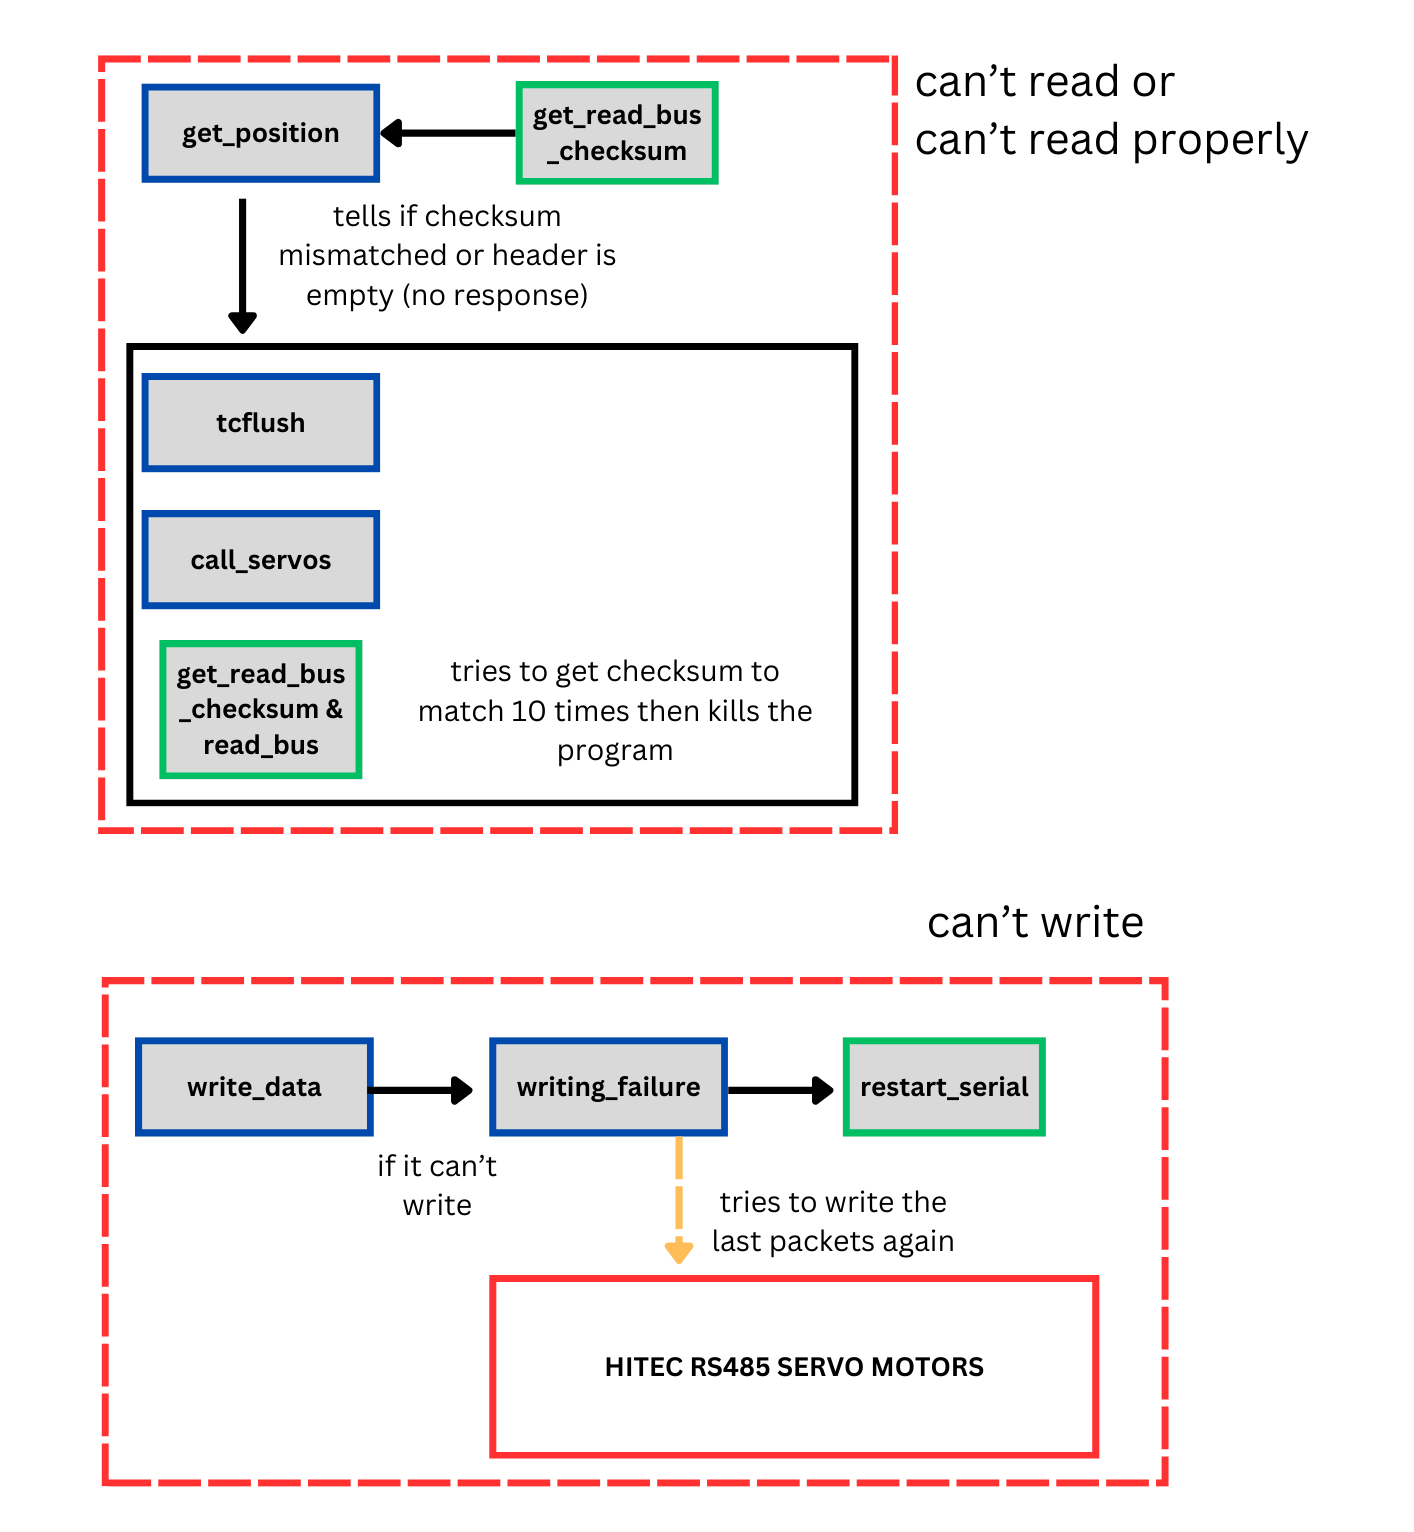 can’t read or
can’t read properly
get_position
get_read_bus
_checksum
tells if checksum
mismatched or header is
empty (no response)
tcflush
call_servos
get_read_bus
_checksum &
read_bus
tries to get checksum to
match 10 times then kills the
program
can’t write
write_data
writing_failure
restart_serial
if it can’t
write
tries to write the
last packets again
HITEC RS485 SERVO MOTORS